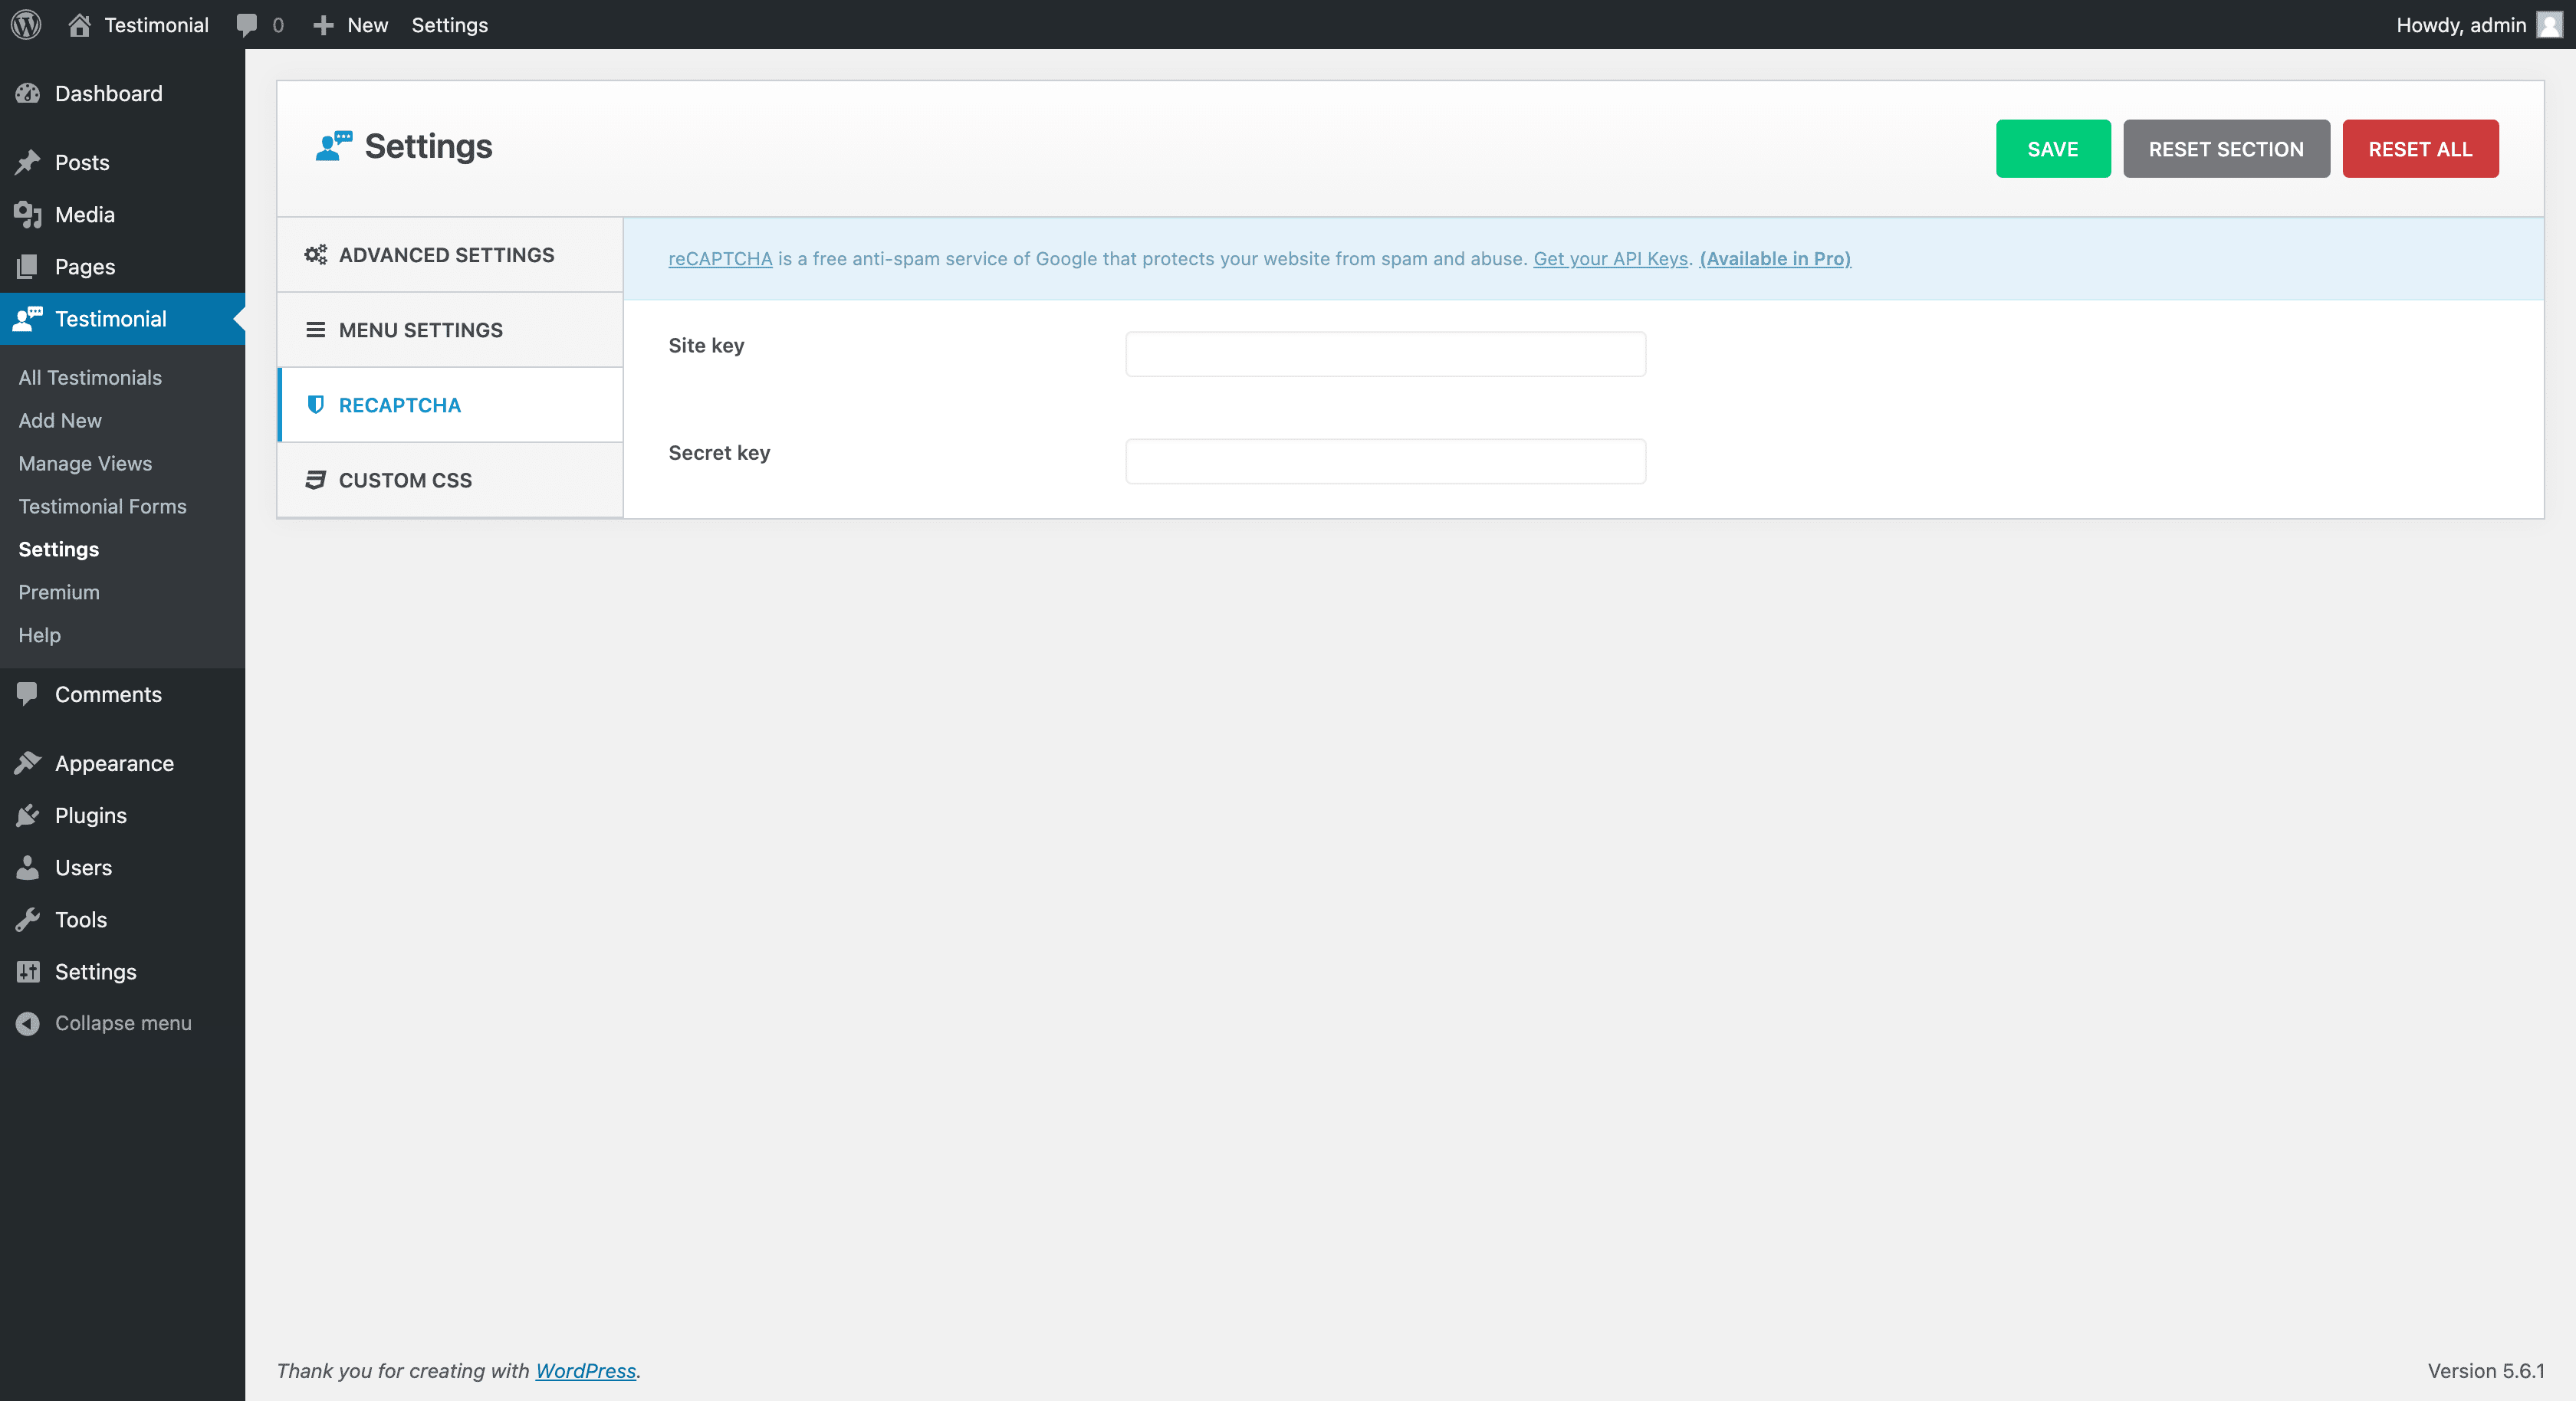 Testimonial 0 New Settings Howdy, admin
Dashboard
Posts
Media
Pages
Testimonial
All Testimonials
Add New
Manage Views
Testimonial Forms
Settings
Premium
Help
Comments
Appearance
Plugins
Users
Tools
Settings
Collapse menu
Settings
SAVE RESET SECTION RESET ALL
ADVANCED SETTINGS
MENU SETTINGS
RECAPTCHA
CUSTOM CSS
reCAPTCHA is a free anti-spam service of Google that protects your website from spam and abuse. Get your API Keys. (Available in Pro)
Site key
Secret key
Thank you for creating with WordPress.
Version 5.6.1